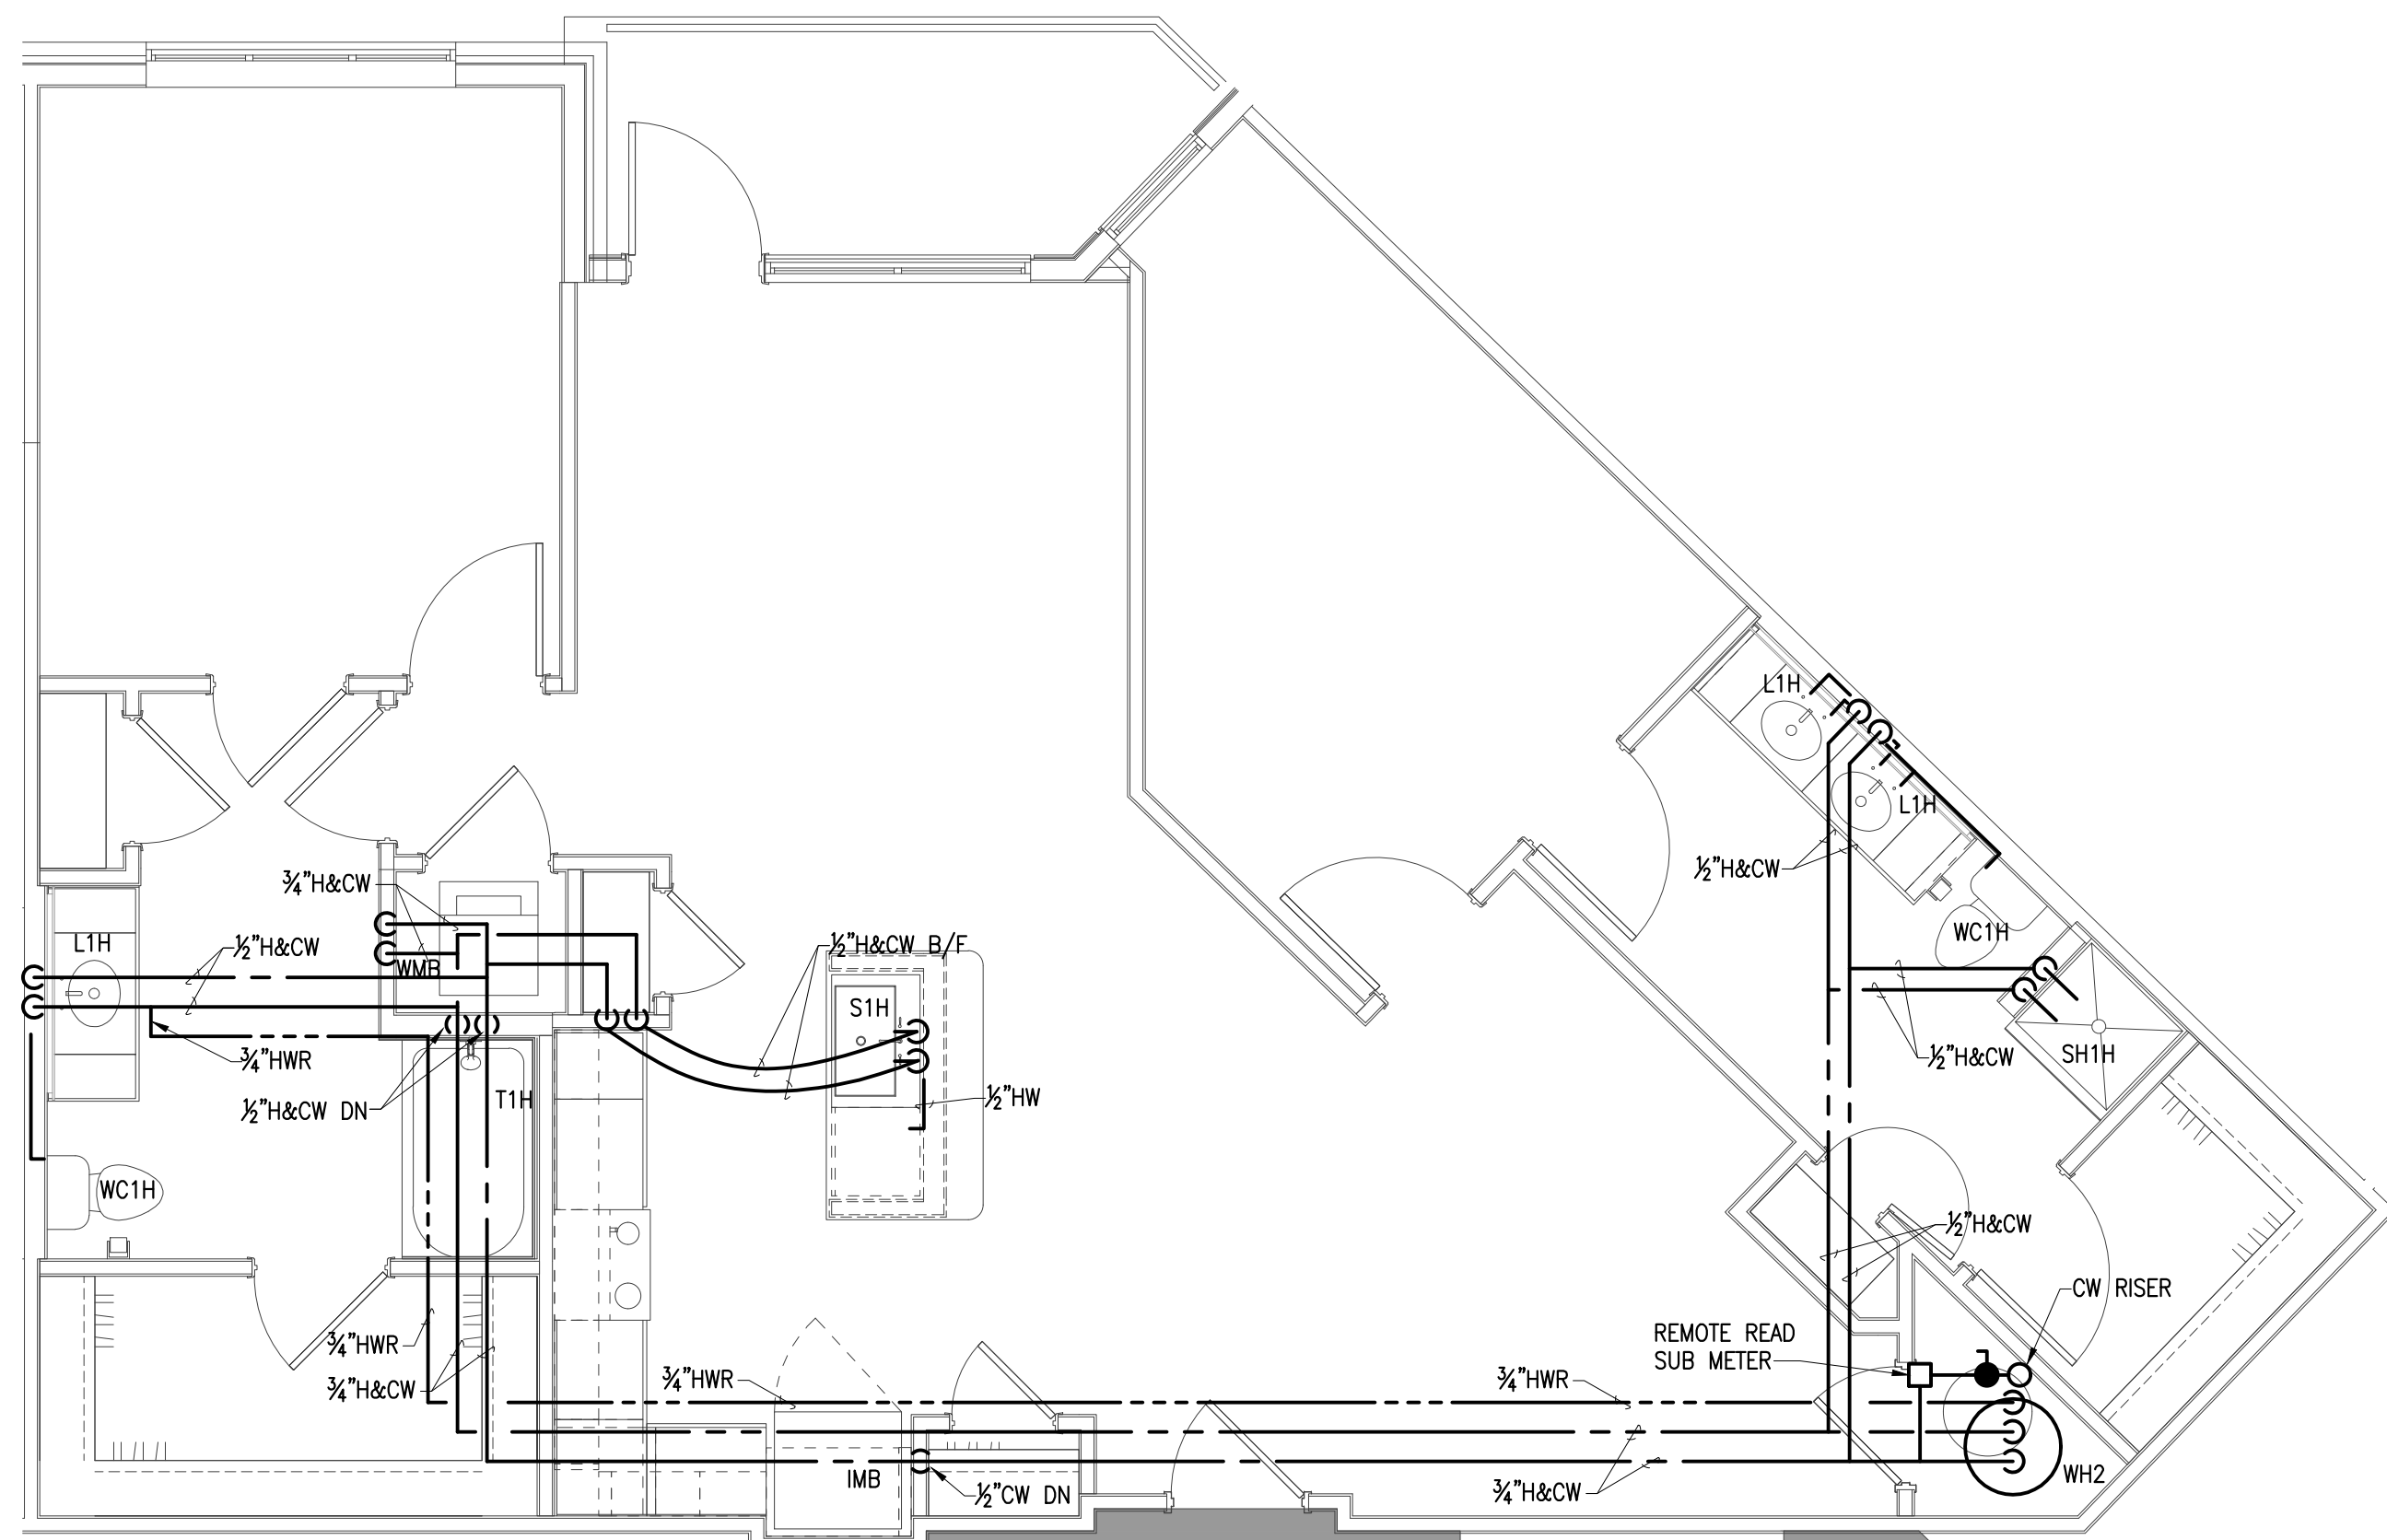 L1H
L1H
½"H&CW
¾"H&CW
L1H
½"H&CW
½"H&CW B/F
WC1H
WMB
S1H
¾"HWR
½"H&CW
SH1H
½"H&CW DN
T1H
½"HW
WC1H
½"H&CW
CW RISER
¾"HWR
REMOTE READ
SUB METER
¾"H&CW
¾"HWR
¾"HWR
IMB
½"CW DN
¾"H&CW
WH2